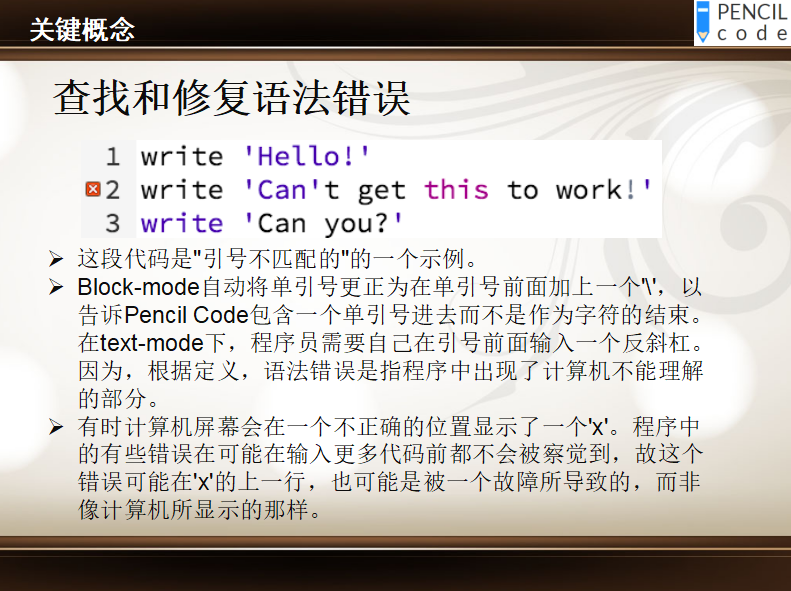 关键概念
PENCIL
code
查找和修复语法错误
1 write 'Hello!'
2 write 'Can't get this to work!'
3 write 'Can you?'
➢ 这段代码是"引号不匹配的"的一个示例。
➢ Block-mode自动将单引号更正为在单引号前面加上一个'\'，以
告诉Pencil Code包含一个单引号进去而不是作为字符的结束。
在text-mode下，程序员需要自己在引号前面输入一个反斜杠。
因为，根据定义，语法错误是指程序中出现了计算机不能理解
的部分。
➢ 有时计算机屏幕会在一个不正确的位置显示了一个'x'。程序中
的有些错误在可能在输入更多代码前都不会被察觉到，故这个
错误可能在'x'的上一行，也可能是被一个故障所导致的，而非
像计算机所显示的那样。